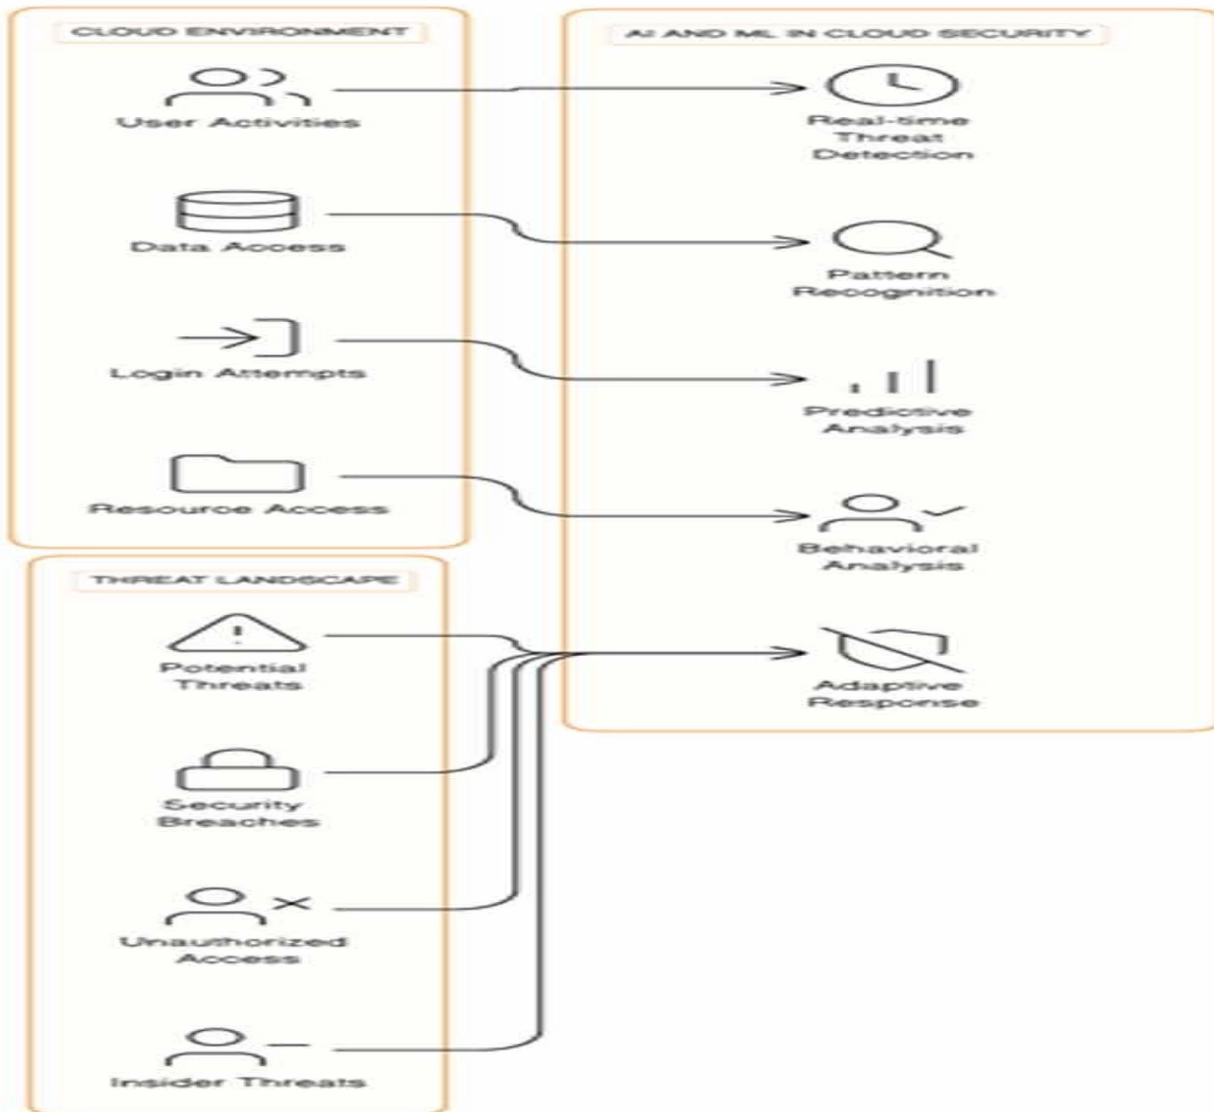 CLOUD ENVIRONMENT
User Activities
Data Access
Login Attempts
Resource Access
THREAT LANDSCAPE
Potential
Threats
Security
Breaches
Unauthorized
Access
Insider Threats
AI AND ML IN CLOUD SECURITY
Real-time
Threat
Detection
Pattern
Recognition
Predictive
Analysis
Behavioral
Analysis
Adaptive
Response